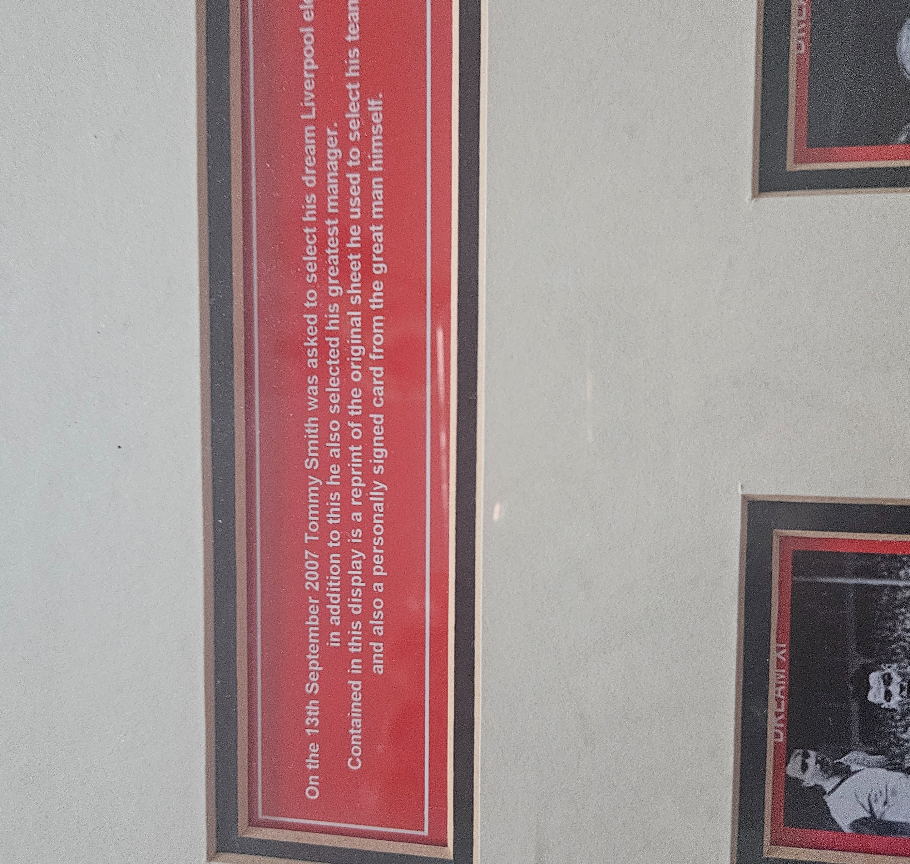 On the 13th September 2007 Tommy Smith was asked to select his dream Liverpool
in addition to this he also selected his greatest manager.
Contained in this display is a reprint of the original sheet he used to select his team
and also a personally signed card from the great man himself.
DREAM XI